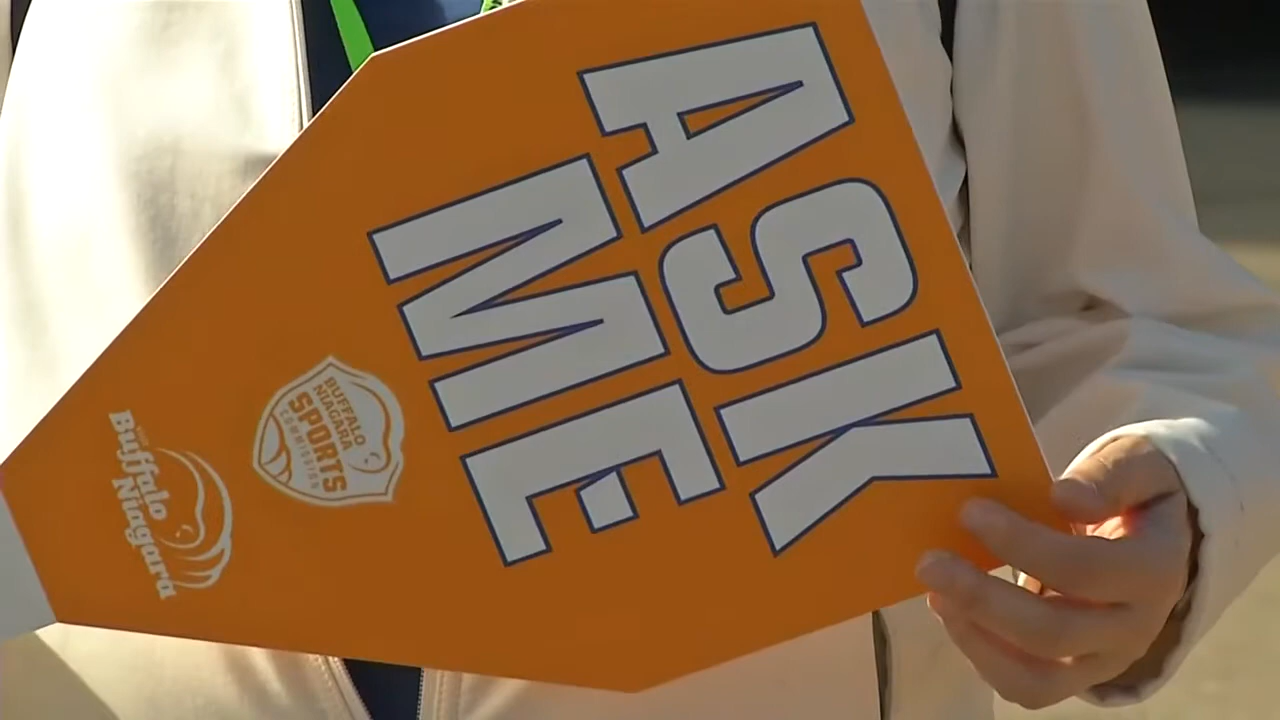 ASK
ME
BUFFALO
NIAGARA
SPORTS
COMMISSION
Buffalo
Niagara